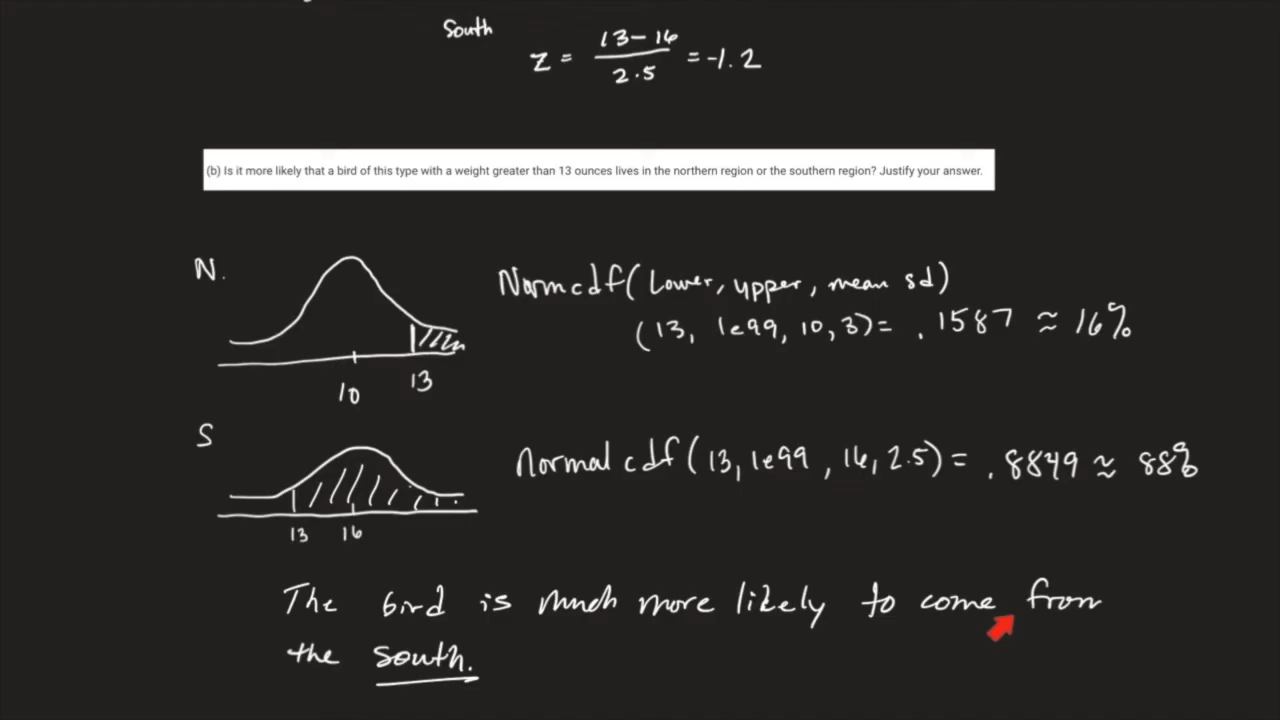 South
z = 13-16 / 2.5 = -1.2
(b) Is it more likely that a bird of this type with a weight greater than 13 ounces lives in the northern region or the southern region? Justify your answer.
N.
Normcdf(Lower, upper, mean sd)
(13, 1e99, 10, 3) = .1587 ≈ 16%
10 13
S
normal cdf (13, 1e99, 16, 2.5) = .8849 ≈ 88%
13 16
The bird is much more likely to come from
the south.